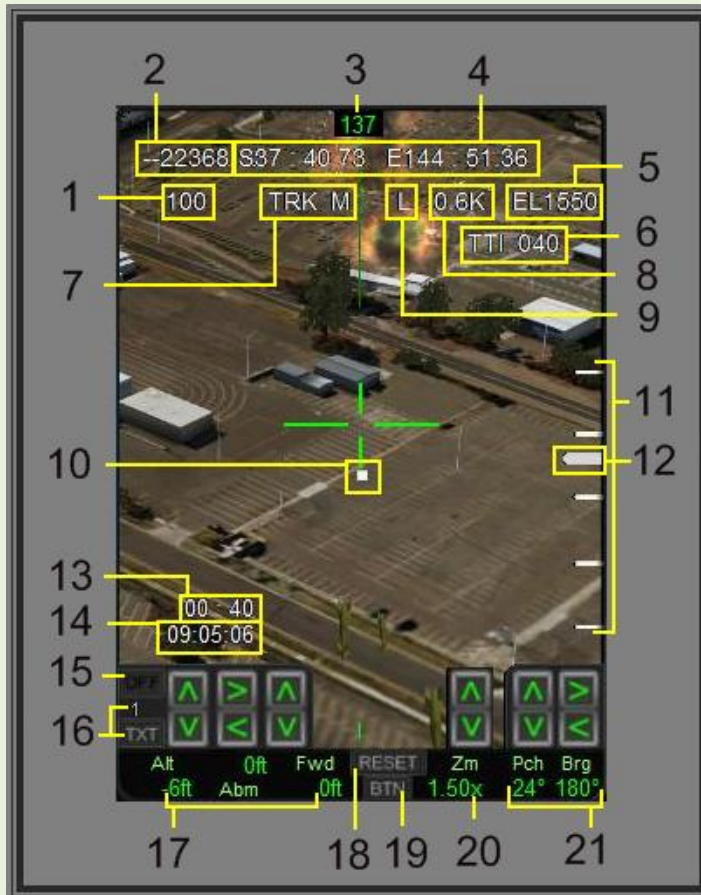 2 3 4
137
--22368 S37 : 40.73 E144 : 51.36
5
1 100 TRK M L 0.6K EL1550
TTI 040 6
7 8
9
11
10 12
13 00 40
14 09:05:06
15 OFF ʌ > ʌ ʌ ʌ >
16 1
TXT v < v v v <
Alt 0ft Fwd RESET Zm Pch Brg
-6ft Abm 0ft BTN 1.50x 24° 180°
17 18 19 20 21